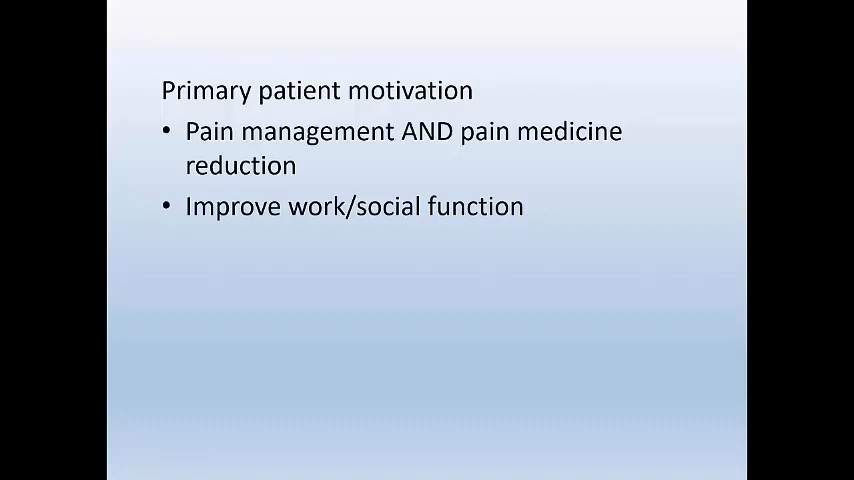 Primary patient motivation
• Pain management AND pain medicine
reduction
• Improve work/social function